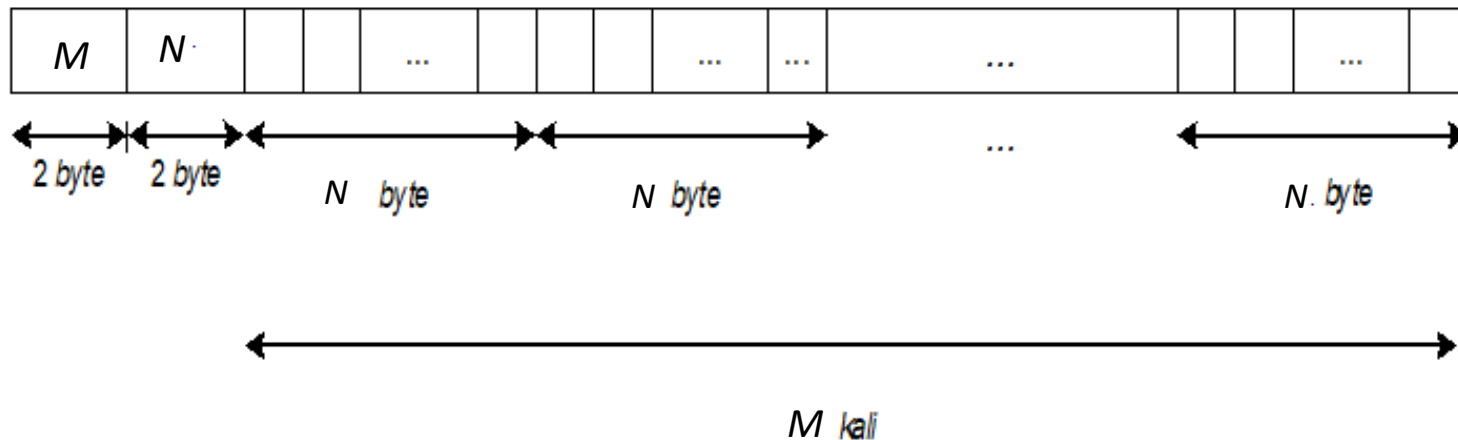 M N ... ... ... ... ...
...
2 byte 2 byte N byte N byte N. byte
M kali